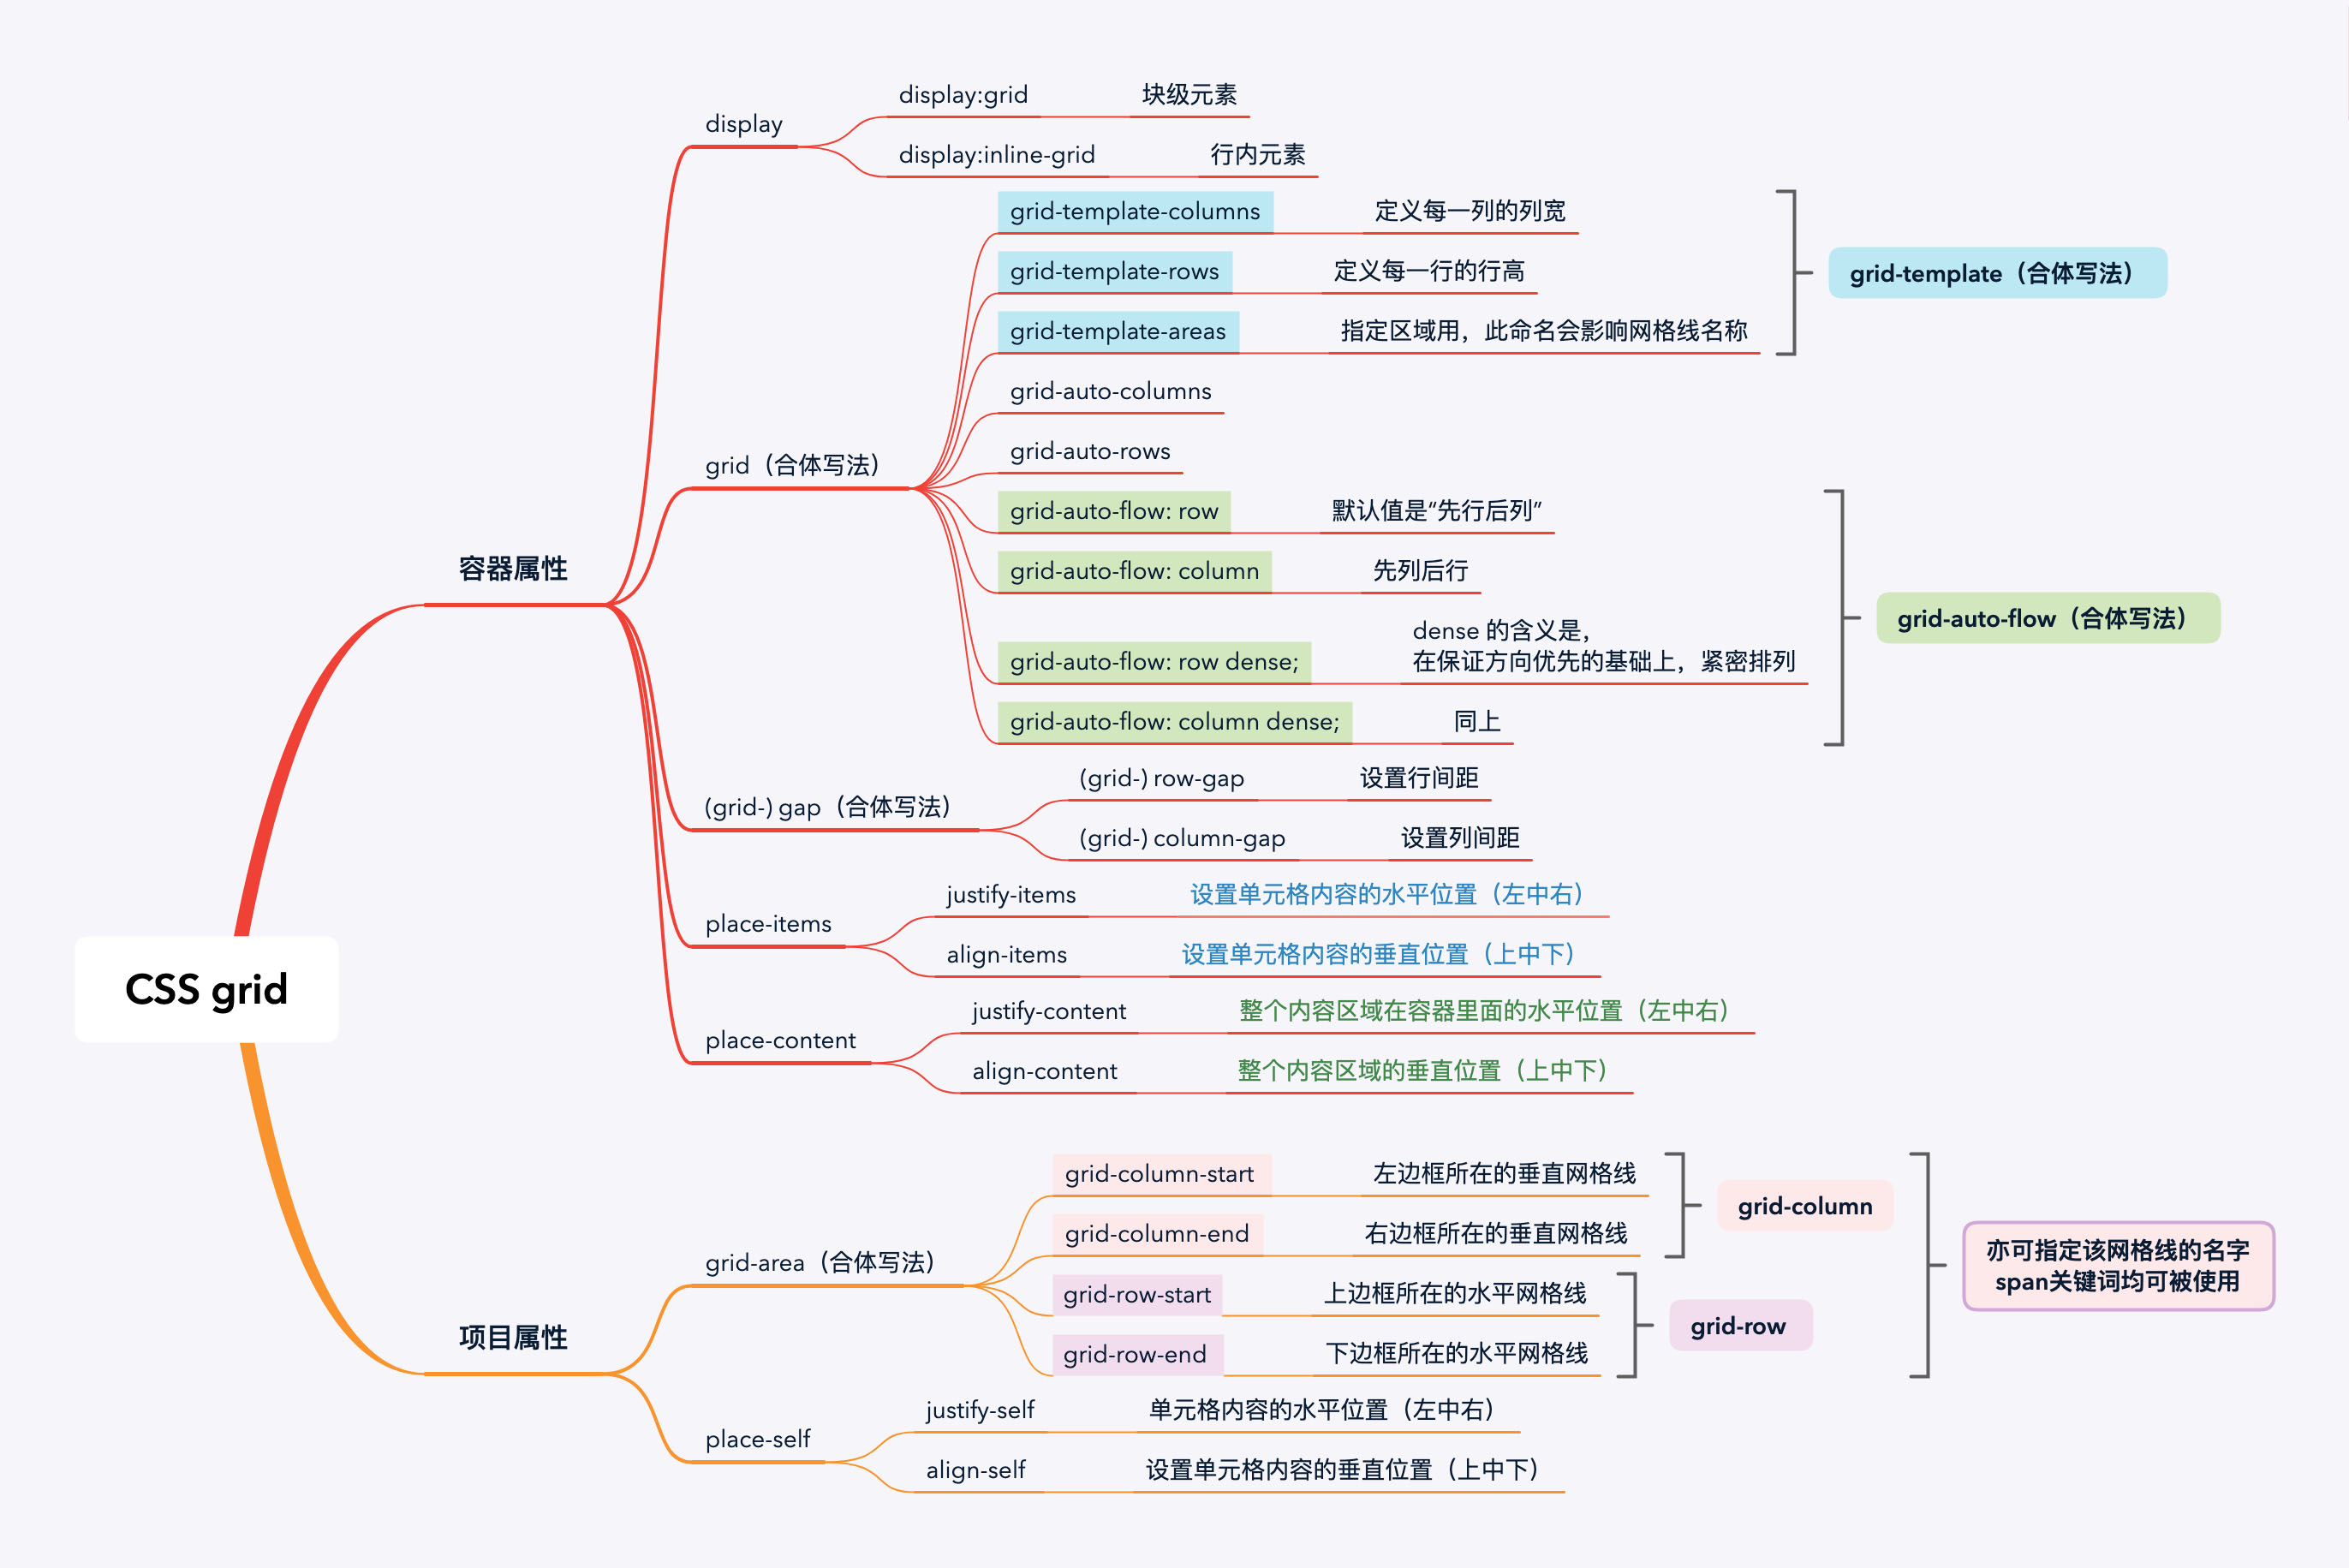 CSS grid
容器属性
display
display:grid
块级元素
display:inline-grid
行内元素
grid（合体写法）
grid-template-columns
定义每一列的列宽
grid-template-rows
定义每一行的行高
grid-template-areas
指定区域用，此命名会影响网格线名称
grid-template（合体写法）
grid-auto-columns
grid-auto-rows
grid-auto-flow: row
默认值是“先行后列”
grid-auto-flow: column
先列后行
grid-auto-flow: row dense;
dense 的含义是，
在保证方向优先的基础上，紧密排列
grid-auto-flow: column dense;
同上
grid-auto-flow（合体写法）
(grid-) gap（合体写法）
(grid-) row-gap
设置行间距
(grid-) column-gap
设置列间距
place-items
justify-items
设置单元格内容的水平位置（左中右）
align-items
设置单元格内容的垂直位置（上中下）
place-content
justify-content
整个内容区域在容器里面的水平位置（左中右）
align-content
整个内容区域的垂直位置（上中下）
项目属性
grid-area（合体写法）
grid-column-start
左边框所在的垂直网格线
grid-column-end
右边框所在的垂直网格线
grid-column
grid-row-start
上边框所在的水平网格线
grid-row-end
下边框所在的水平网格线
grid-row
亦可指定该网格线的名字
span关键词均可被使用
place-self
justify-self
单元格内容的水平位置（左中右）
align-self
设置单元格内容的垂直位置（上中下）